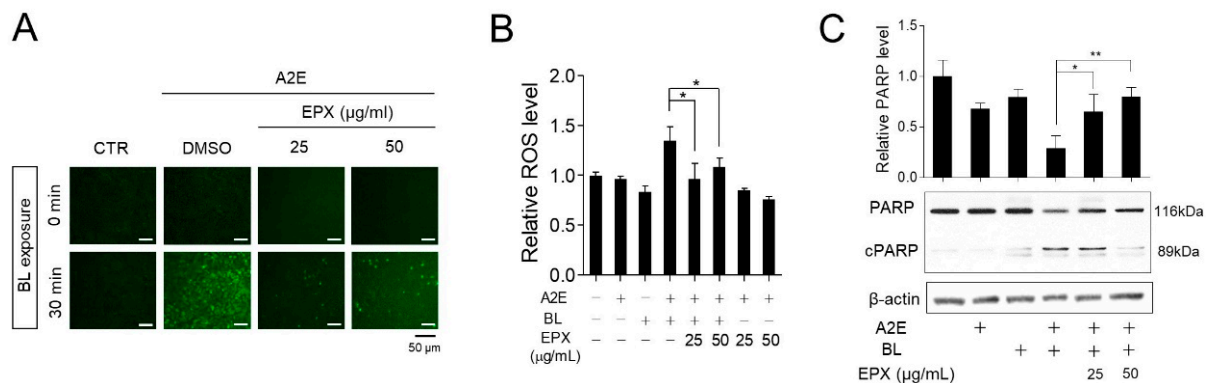 A
A2E
EPX (µg/ml)
CTR DMSO 25 50
BL exposure
0 min
30 min
50 µm
B
Relative ROS level
2.0
1.5
1.0
0.5
0.0
* *
A2E – + – + + + + +
BL – – + + + + – –
EPX – – – – 25 50 25 50
(µg/mL)
C
Relative PARP level
1.0
0.5
0.0
* **
PARP 116kDa
cPARP 89kDa
β-actin
A2E + + + +
BL + + + +
EPX (µg/mL) 25 50